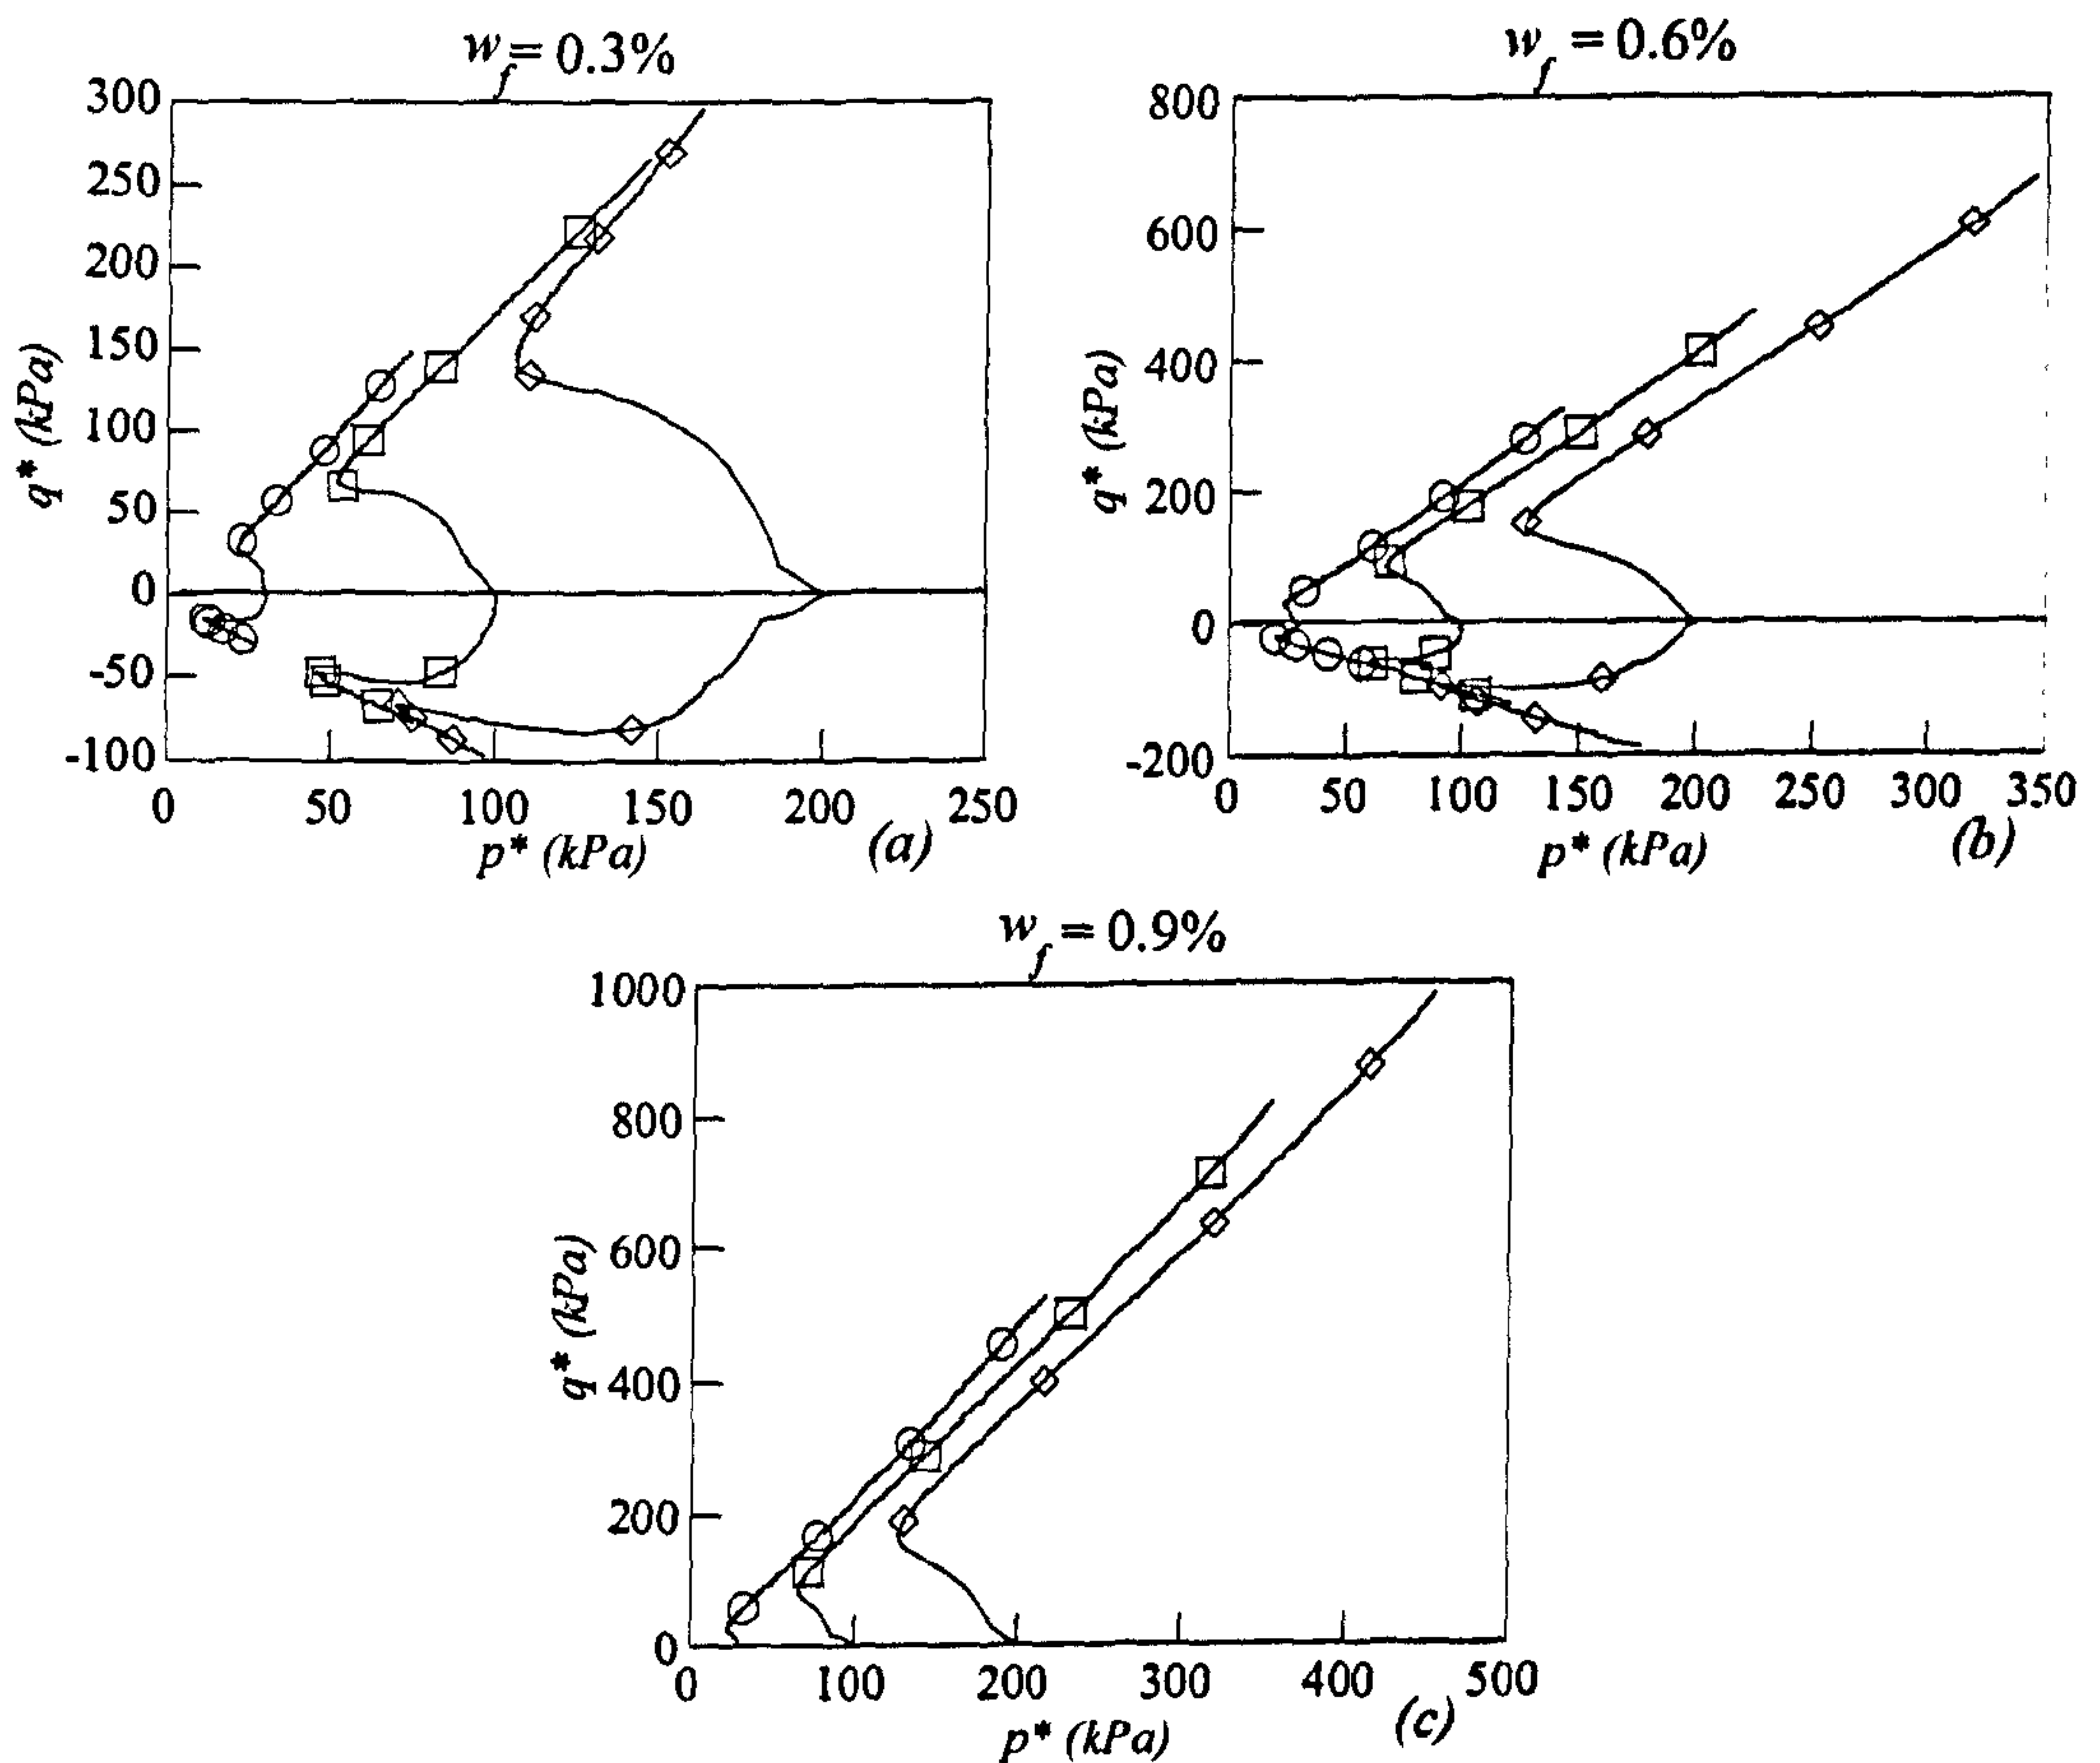 w_f = 0.3%
300
250
200
150
100
50
0
-50
-100
q* (kPa)
0 50 100 150 200 250
p* (kPa)
(a)
w_f = 0.6%
800
600
400
200
0
-200
q* (kPa)
0 50 100 150 200 250 300 350
p* (kPa)
(b)
w_f = 0.9%
1000
800
600
400
200
0
q* (kPa)
0 100 200 300 400 500
p* (kPa)
(c)